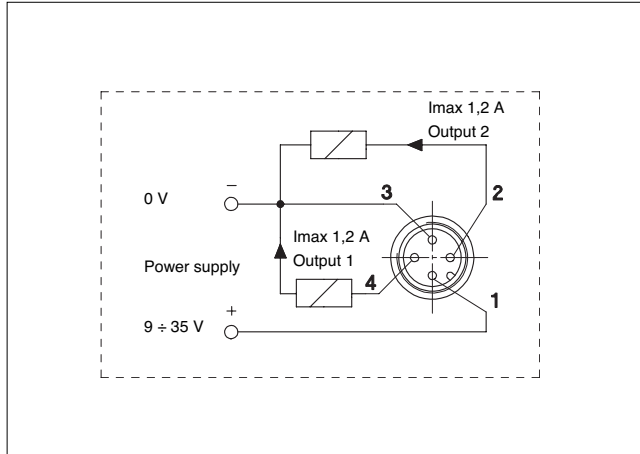 Imax 1,2 A
Output 2
3
2
0 V
–
Imax 1,2 A
Output 1
Power supply
4
1
+
9 ÷ 35 V